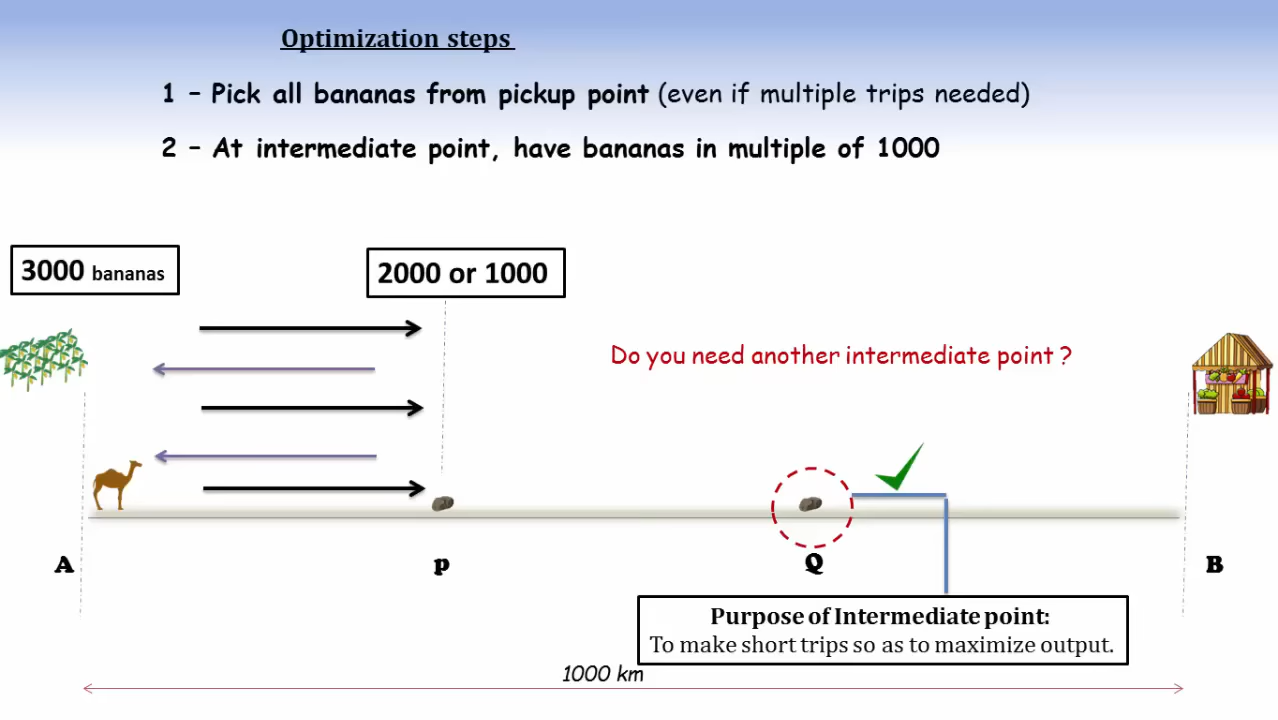 Optimization steps
1 – Pick all bananas from pickup point (even if multiple trips needed)
2 – At intermediate point, have bananas in multiple of 1000
3000 bananas
2000 or 1000
Do you need another intermediate point ?
A
P
Q
B
Purpose of Intermediate point:
To make short trips so as to maximize output.
1000 km